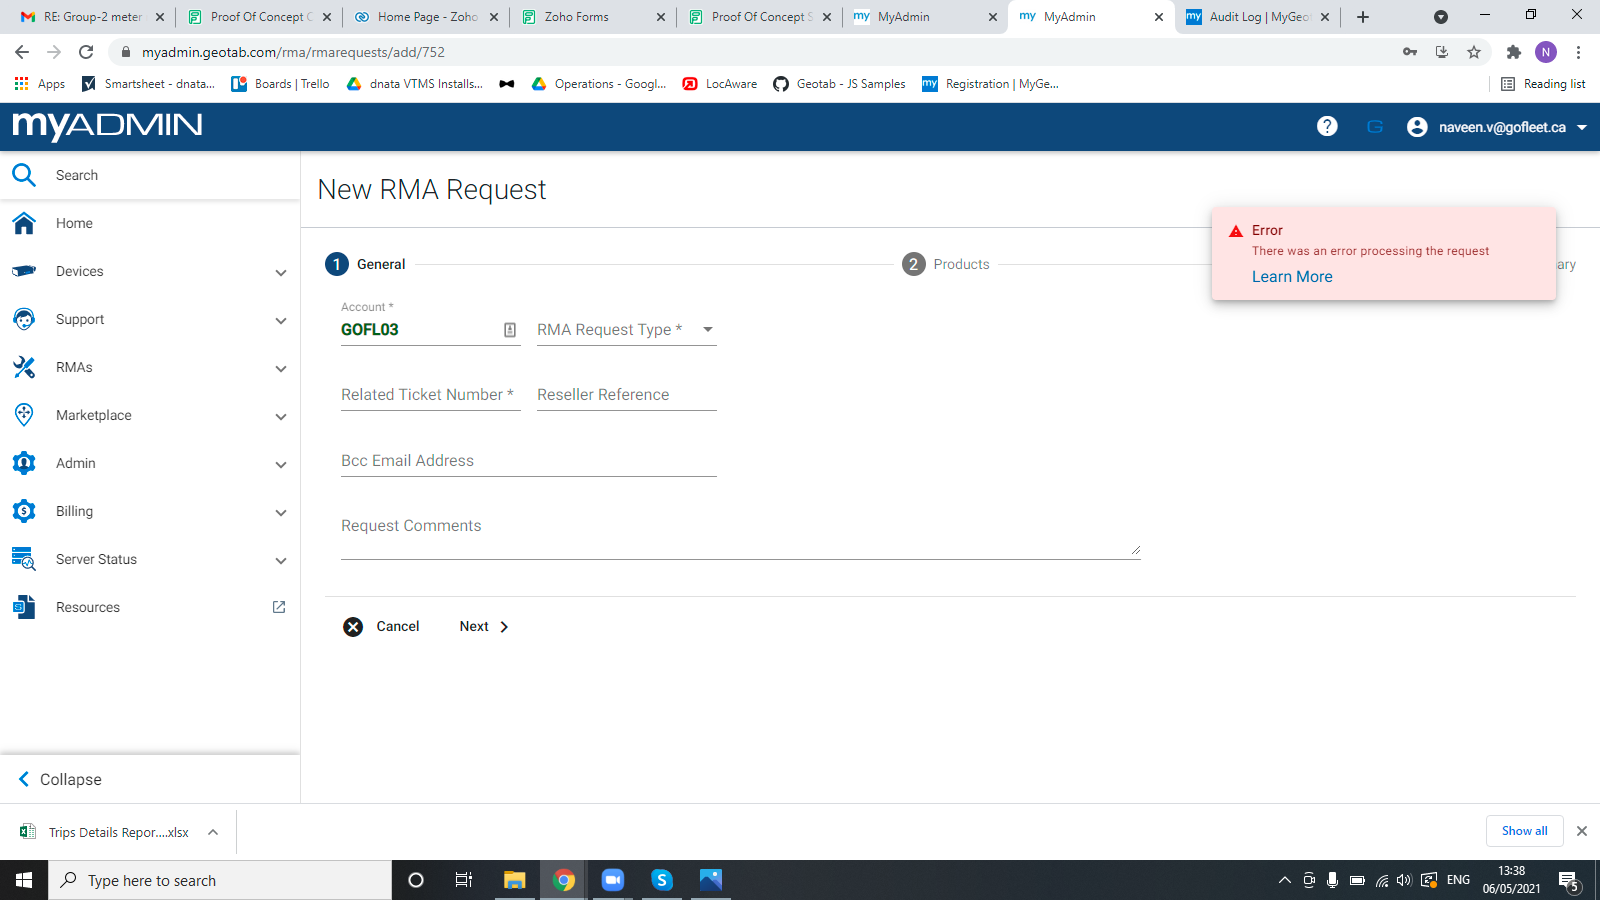 RE: Group-2 meter
Proof Of Concept C
Home Page - Zoho
Zoho Forms
Proof Of Concept S
my MyAdmin
my MyAdmin
my Audit Log | MyGeo
myadmin.geotab.com/rma/rmarequests/add/752
N
Apps
Smartsheet - dnata...
Boards | Trello
dnata VTMS Installs...
Operations - Googl...
LocAware
Geotab - JS Samples
my Registration | MyGe...
Reading list
myADMIN
? G naveen.v@gofleet.ca
Search
Home
Devices
Support
RMAs
Marketplace
Admin
Billing
Server Status
Resources
Collapse
New RMA Request
1 General
2 Products
ary
Error
There was an error processing the request
Learn More
Account *
GOFL03
RMA Request Type *
Related Ticket Number *
Reseller Reference
Bcc Email Address
Request Comments
Cancel
Next
Trips Details Repor....xlsx
Show all
Type here to search
ENG
13:38
06/05/2021
5